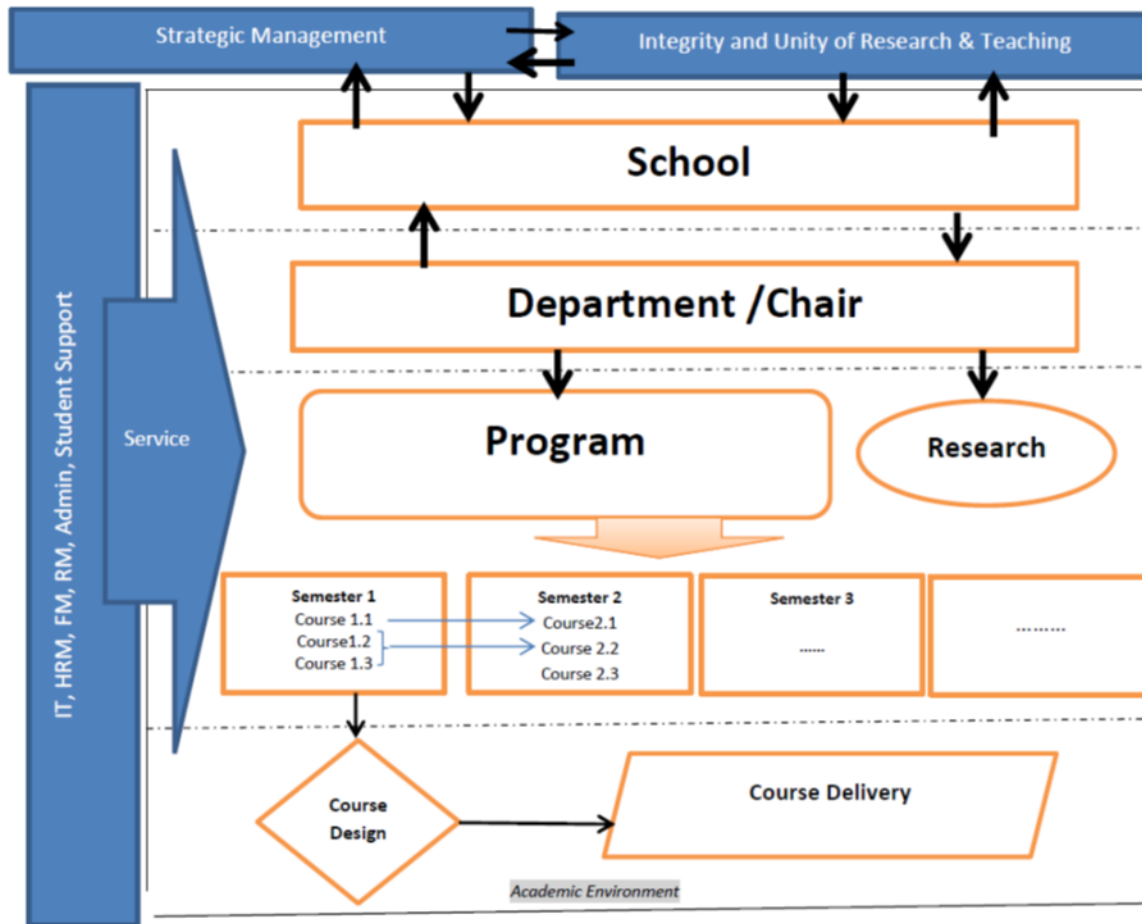 Strategic Management
Integrity and Unity of Research & Teaching
School
Department /Chair
IT, HRM, FM, RM, Admin, Student Support
Service
Program
Research
Semester 1
Course 1.1
Course1.2
Course 1.3
Semester 2
Course2.1
Course 2.2
Course 2.3
Semester 3
......
.........
Course
Design
Course Delivery
Academic Environment